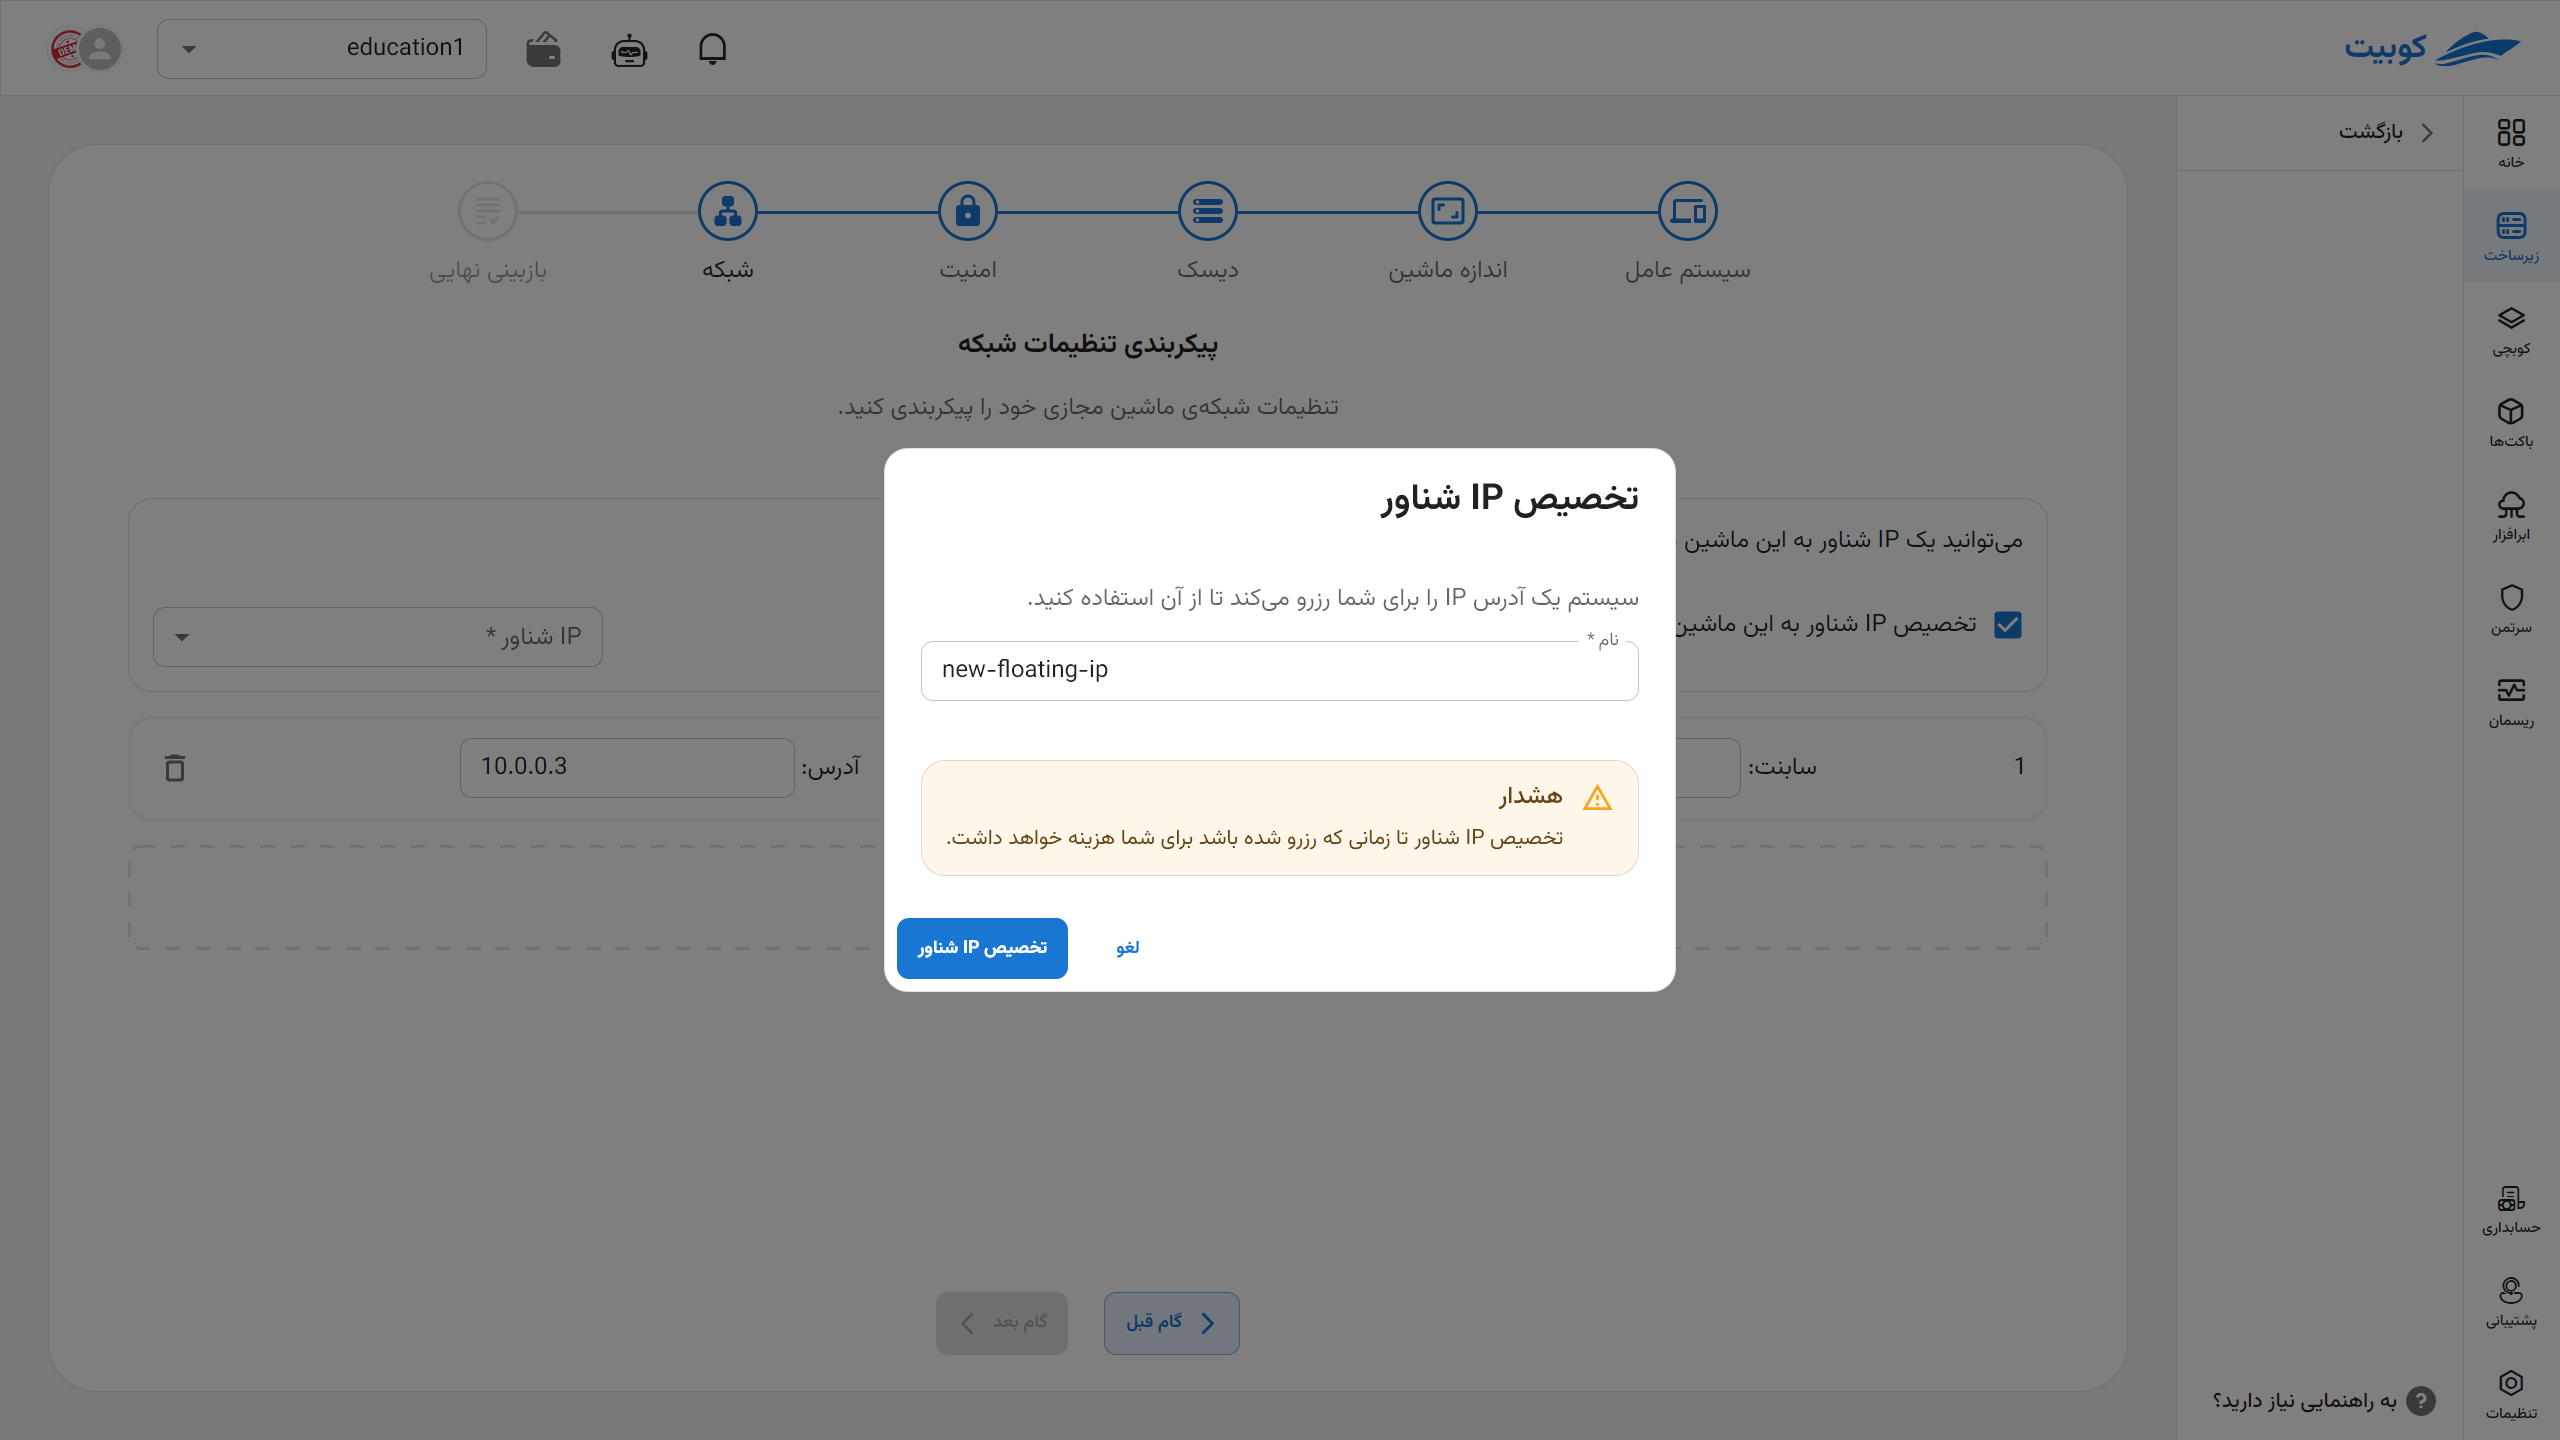 کوبیت
education1
DEM
بازگشت
خانه
زیرساخت
کوبچی
باکت‌ها
ابرافزار
سرتمن
ریسمان
حسابداری
پشتیبانی
تنظیمات
به راهنمایی نیاز دارید؟
سیستم عامل
اندازه ماشین
دیسک
امنیت
شبکه
بازبینی نهایی
پیکربندی تنظیمات شبکه
تنظیمات شبکه‌ی ماشین مجازی خود را پیکربندی کنید.
می‌توانید یک IP شناور به این ماشین
تخصیص IP شناور به این ماشین
IP شناور *
1
سابنت:
آدرس:
10.0.0.3
تخصیص IP شناور
سیستم یک آدرس IP را برای شما رزرو می‌کند تا از آن استفاده کنید.
نام *
new-floating-ip
هشدار
تخصیص IP شناور تا زمانی که رزرو شده باشد برای شما هزینه خواهد داشت.
لغو
تخصیص IP شناور
گام قبل
گام بعد